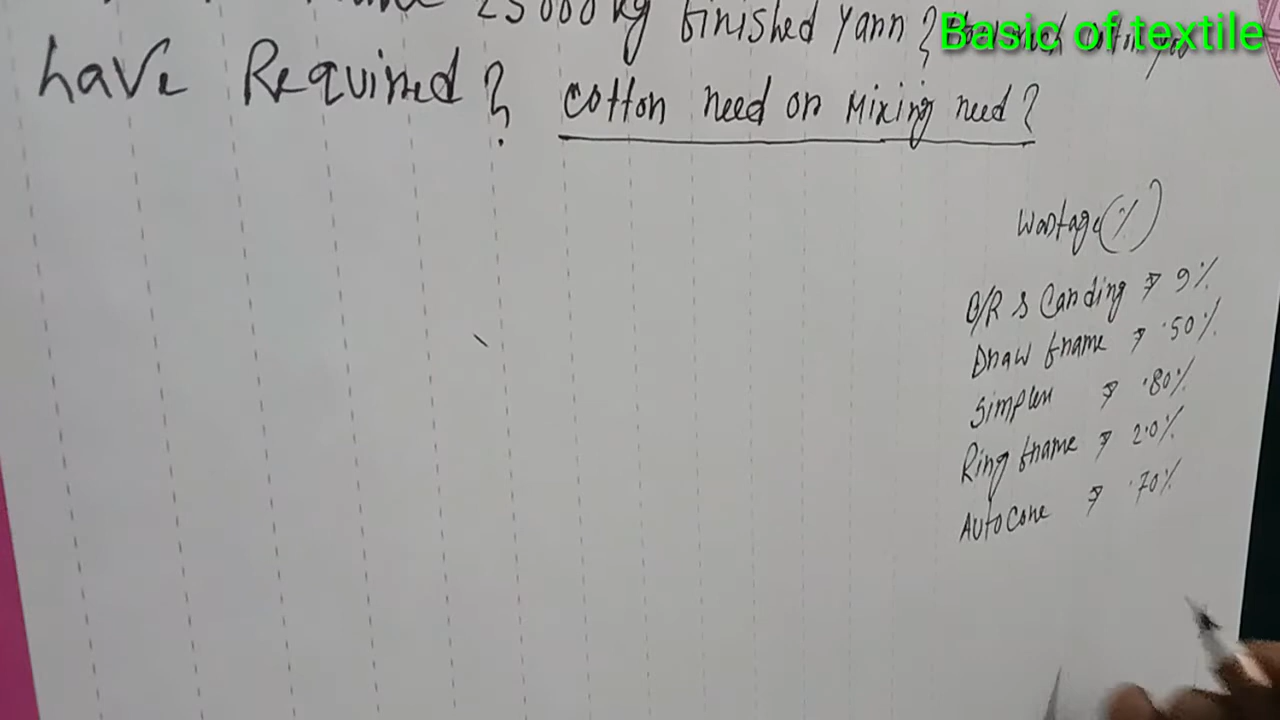 25000 kg finished yarn?
Basic of textile
have Required? cotton need or Mixing need?
Wastage(%)
B/R & Carding → 9%
Draw frame → .50%
Simplex → .80%
Ring frame → 2.0%
Autocone → .70%